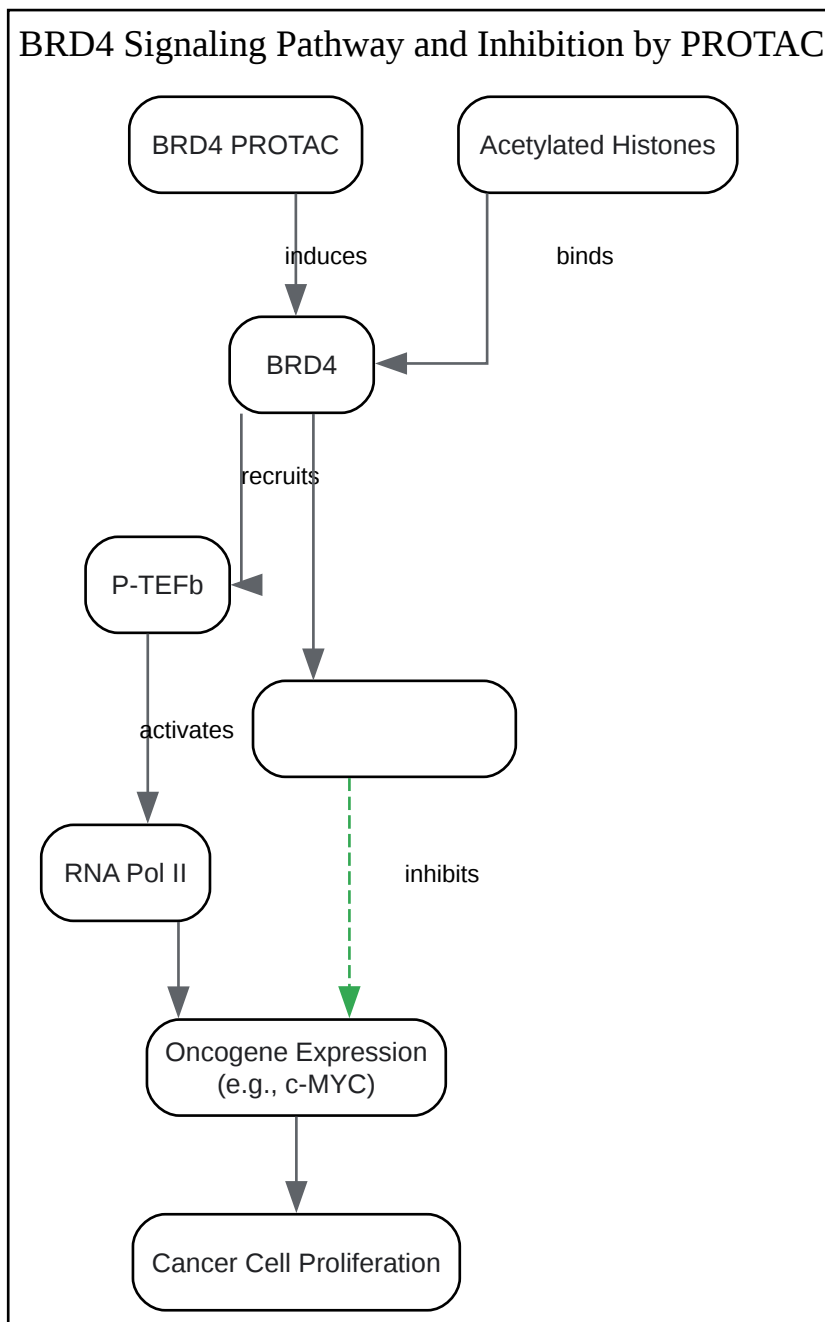 BRD4 Signaling Pathway and Inhibition by PROTAC
BRD4 PROTAC
Acetylated Histones
induces
binds
BRD4
recruits
P-TEFb
activates
RNA Pol II
inhibits
Oncogene Expression
(e.g., c-MYC)
Cancer Cell Proliferation